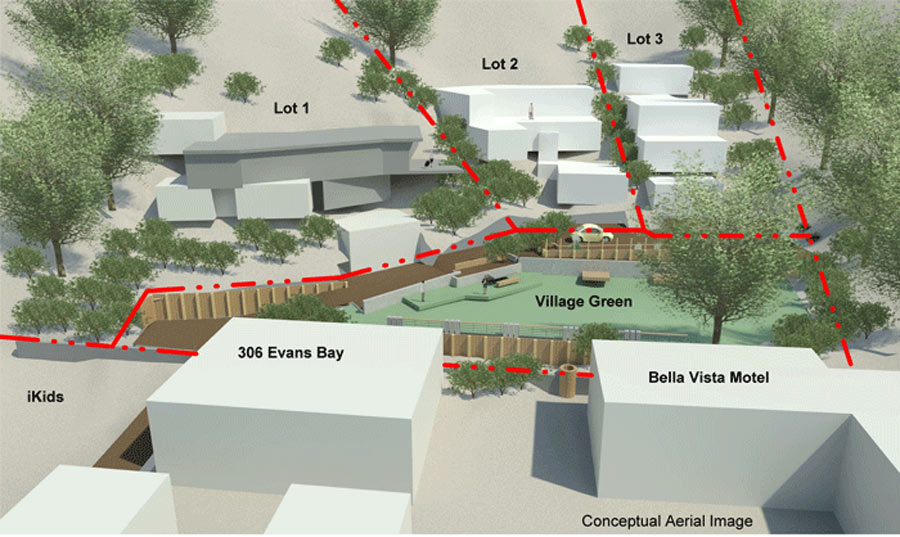 Lot 3
Lot 2
Lot 1
Village Green
306 Evans Bay
Bella Vista Motel
iKids
Conceptual Aerial Image